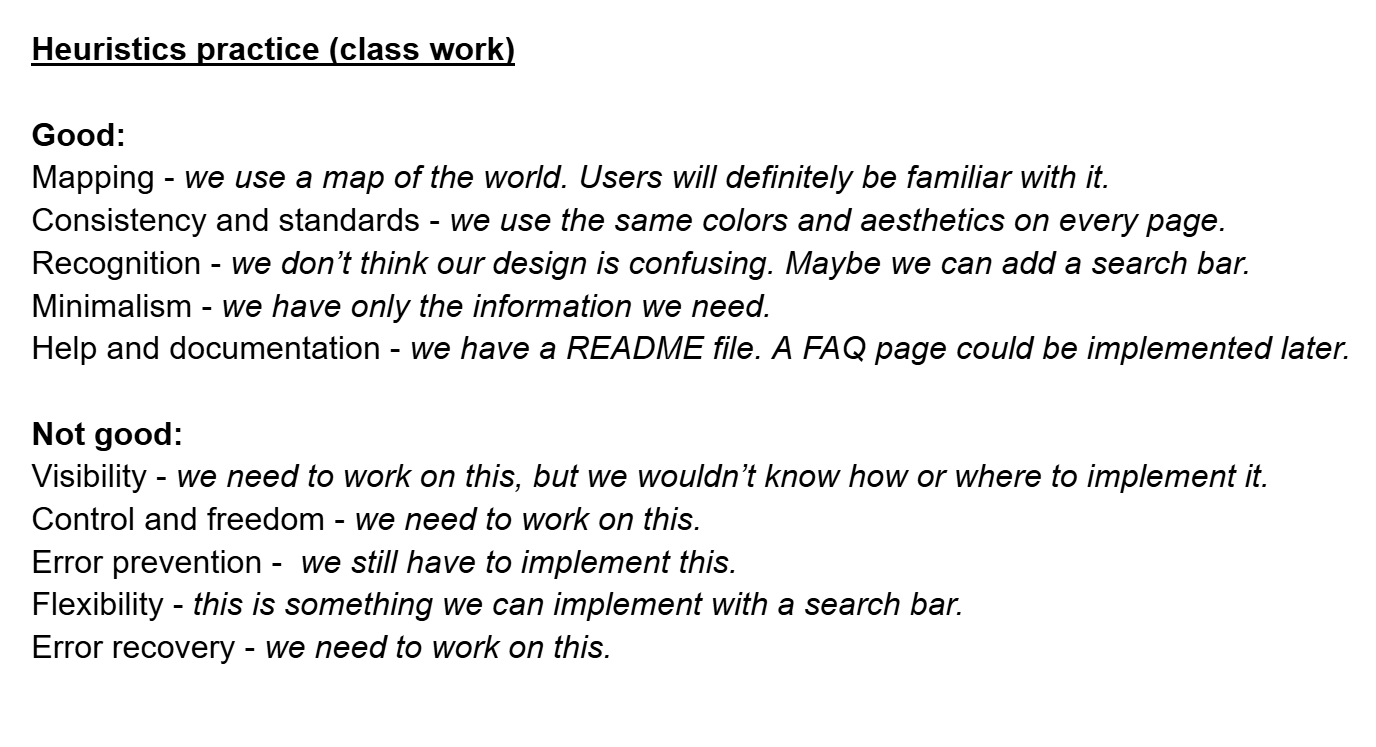 Heuristics practice (class work)
Good:
Mapping - we use a map of the world. Users will definitely be familiar with it.
Consistency and standards - we use the same colors and aesthetics on every page.
Recognition - we don’t think our design is confusing. Maybe we can add a search bar.
Minimalism - we have only the information we need.
Help and documentation - we have a README file. A FAQ page could be implemented later.
Not good:
Visibility - we need to work on this, but we wouldn’t know how or where to implement it.
Control and freedom - we need to work on this.
Error prevention -  we still have to implement this.
Flexibility - this is something we can implement with a search bar.
Error recovery - we need to work on this.